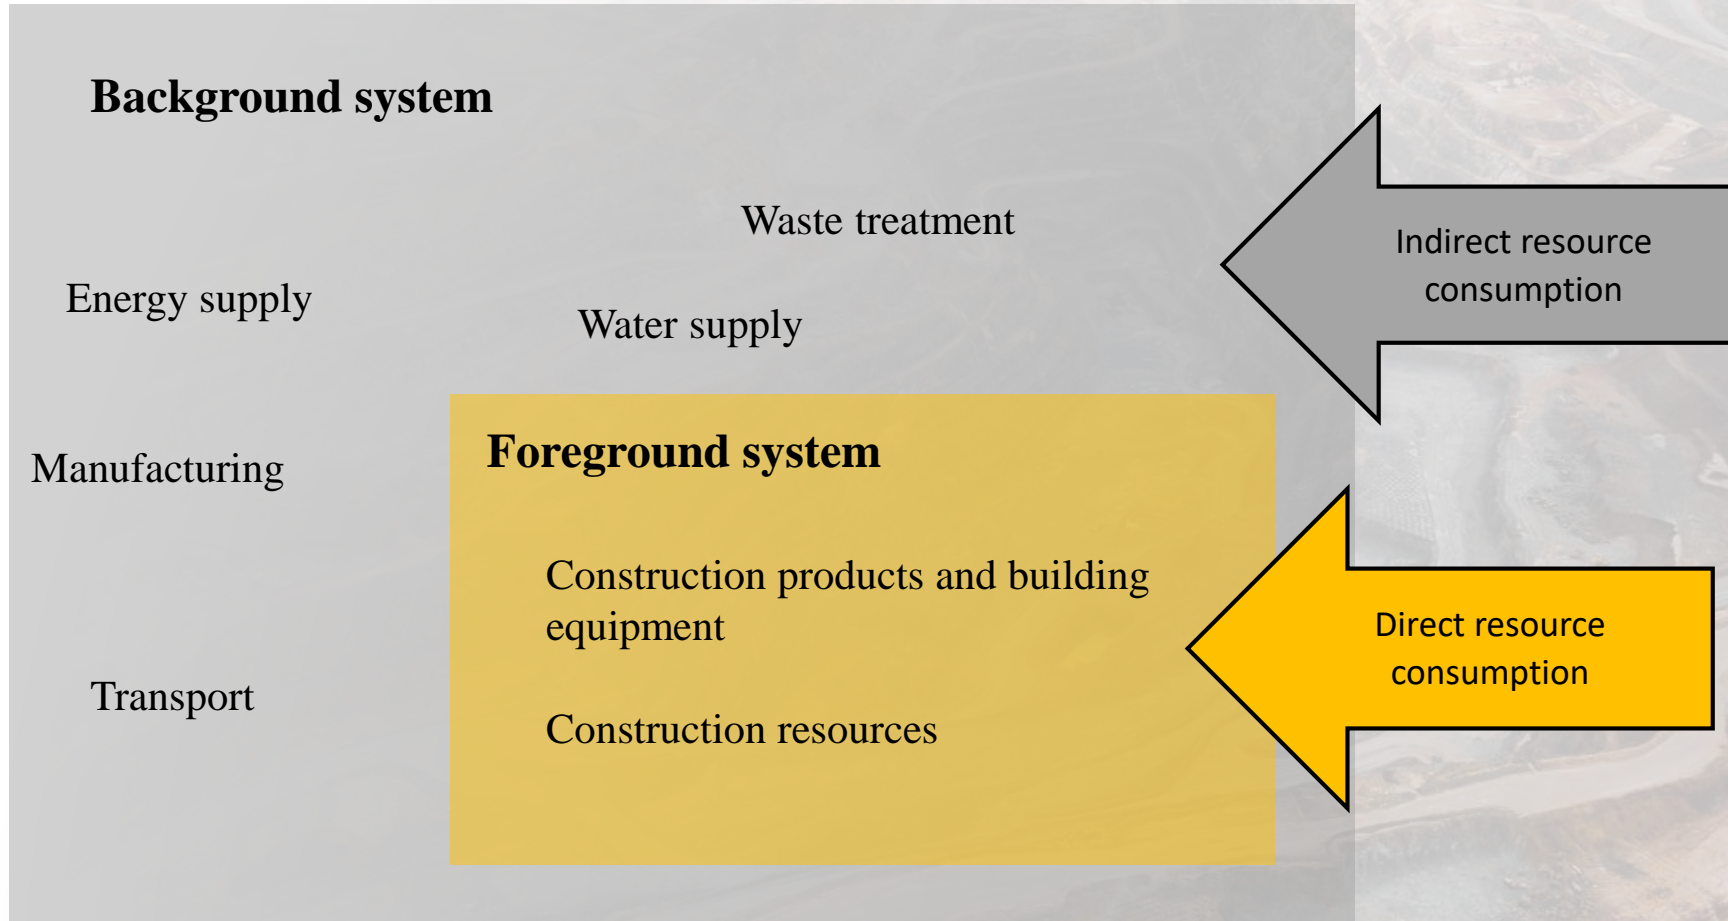 Background system
Waste treatment
Indirect resource
consumption
Energy supply
Water supply
Manufacturing
Foreground system
Construction products and building
equipment
Direct resource
consumption
Transport
Construction resources